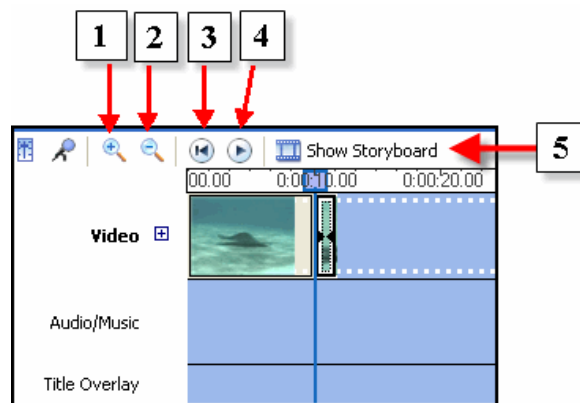 1 2 3 4
Show Storyboard 5
00.00 0:00:10.00 0:00:20.00
Video
Audio/Music
Title Overlay